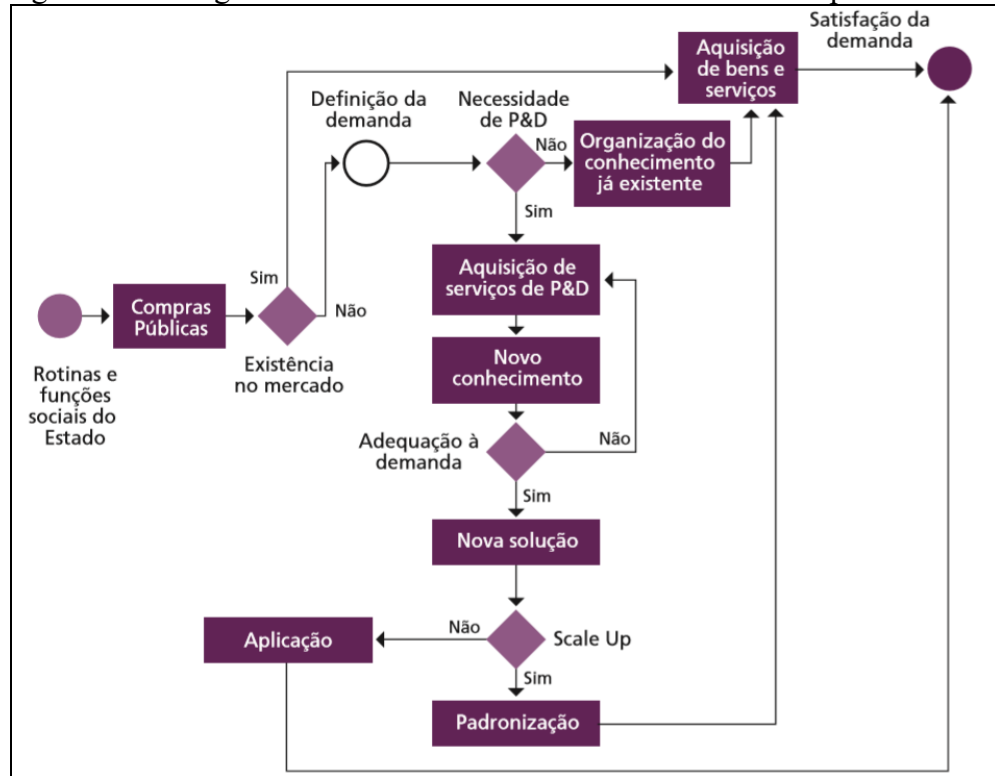 Satisfação da
demanda
Aquisição
de bens e
serviços
Definição da
demanda
Necessidade
de P&D
Não
Organização do
conhecimento
já existente
Sim
Aquisição de
serviços de P&D
Sim
Não
Compras
Públicas
Existência
no mercado
Rotinas e
funções
sociais do
Estado
Novo
conhecimento
Adequação à
demanda
Não
Sim
Nova solução
Não
Scale Up
Aplicação
Sim
Padronização